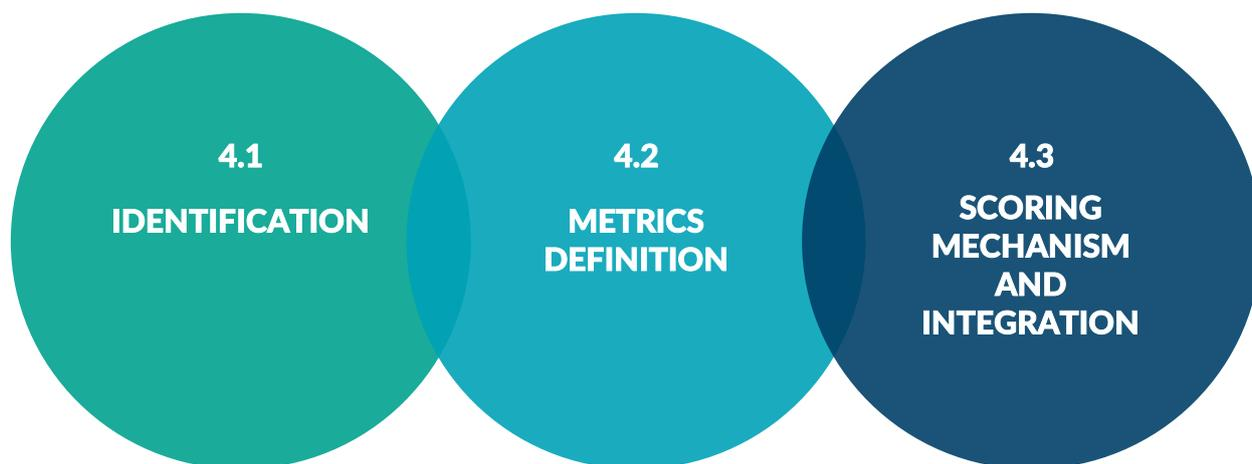 4.1
IDENTIFICATION
4.2
METRICS
DEFINITION
4.3
SCORING
MECHANISM
AND
INTEGRATION